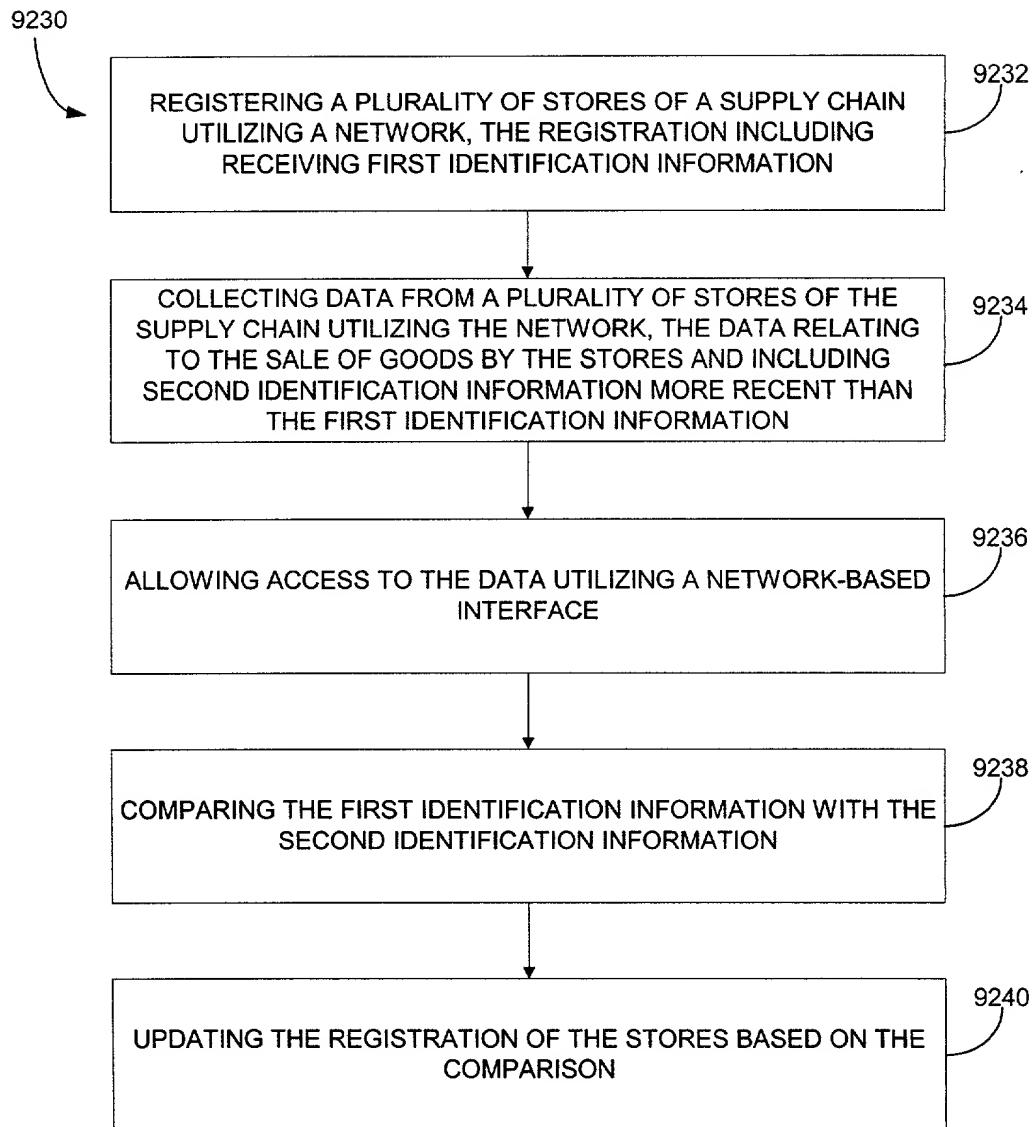 9230
9232
REGISTERING A PLURALITY OF STORES OF A SUPPLY CHAIN
UTILIZING A NETWORK, THE REGISTRATION INCLUDING
RECEIVING FIRST IDENTIFICATION INFORMATION
9234
COLLECTING DATA FROM A PLURALITY OF STORES OF THE
SUPPLY CHAIN UTILIZING THE NETWORK, THE DATA RELATING
TO THE SALE OF GOODS BY THE STORES AND INCLUDING
SECOND IDENTIFICATION INFORMATION MORE RECENT THAN
THE FIRST IDENTIFICATION INFORMATION
9236
ALLOWING ACCESS TO THE DATA UTILIZING A NETWORK-BASED
INTERFACE
9238
COMPARING THE FIRST IDENTIFICATION INFORMATION WITH THE
SECOND IDENTIFICATION INFORMATION
9240
UPDATING THE REGISTRATION OF THE STORES BASED ON THE
COMPARISON